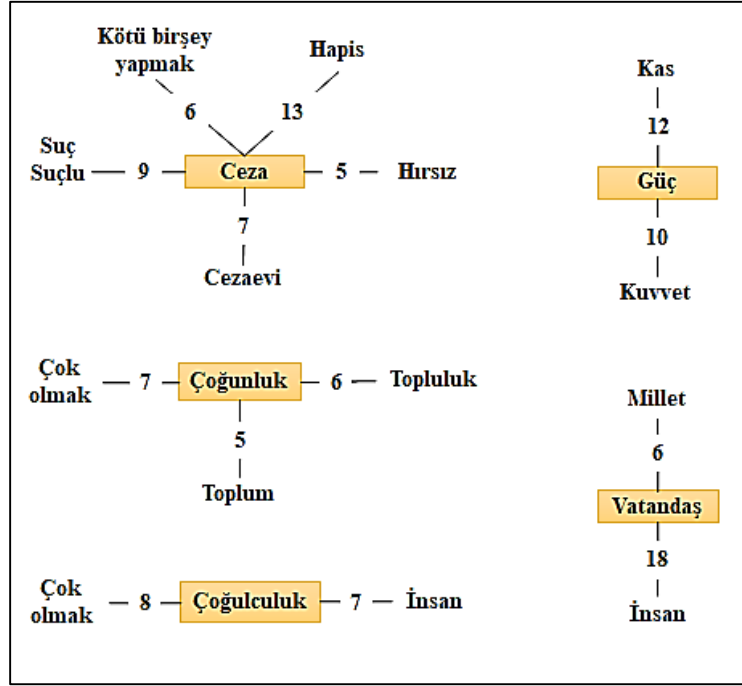 Kötü birşey
yapmak
Hapis
6
13
Suç
Suçlu
9
Ceza
5
Hırsız
7
Cezaevi
Kas
12
Güç
10
Kuvvet
Çok
olmak
7
Çoğunluk
6
Topluluk
5
Toplum
Millet
6
Vatandaş
18
İnsan
Çok
olmak
8
Çoğulculuk
7
İnsan